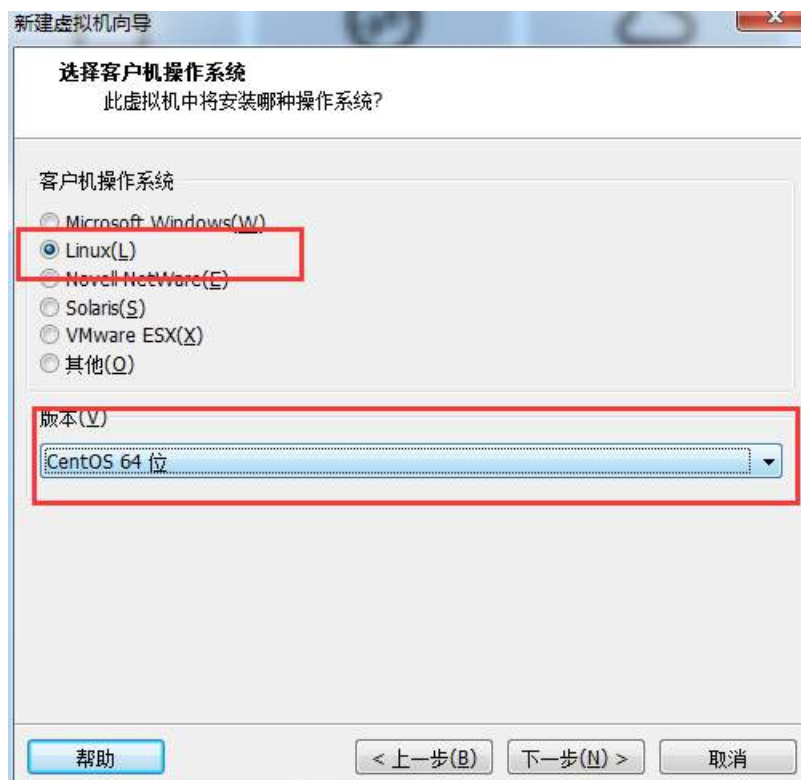 新建虚拟机向导
选择客户机操作系统
此虚拟机中将安装哪种操作系统?
客户机操作系统
Microsoft Windows(W)
Linux(L)
Novell NetWare(E)
Solaris(S)
VMware ESX(X)
其他(O)
版本(V)
CentOS 64 位
帮助
< 上一步(B)
下一步(N) >
取消